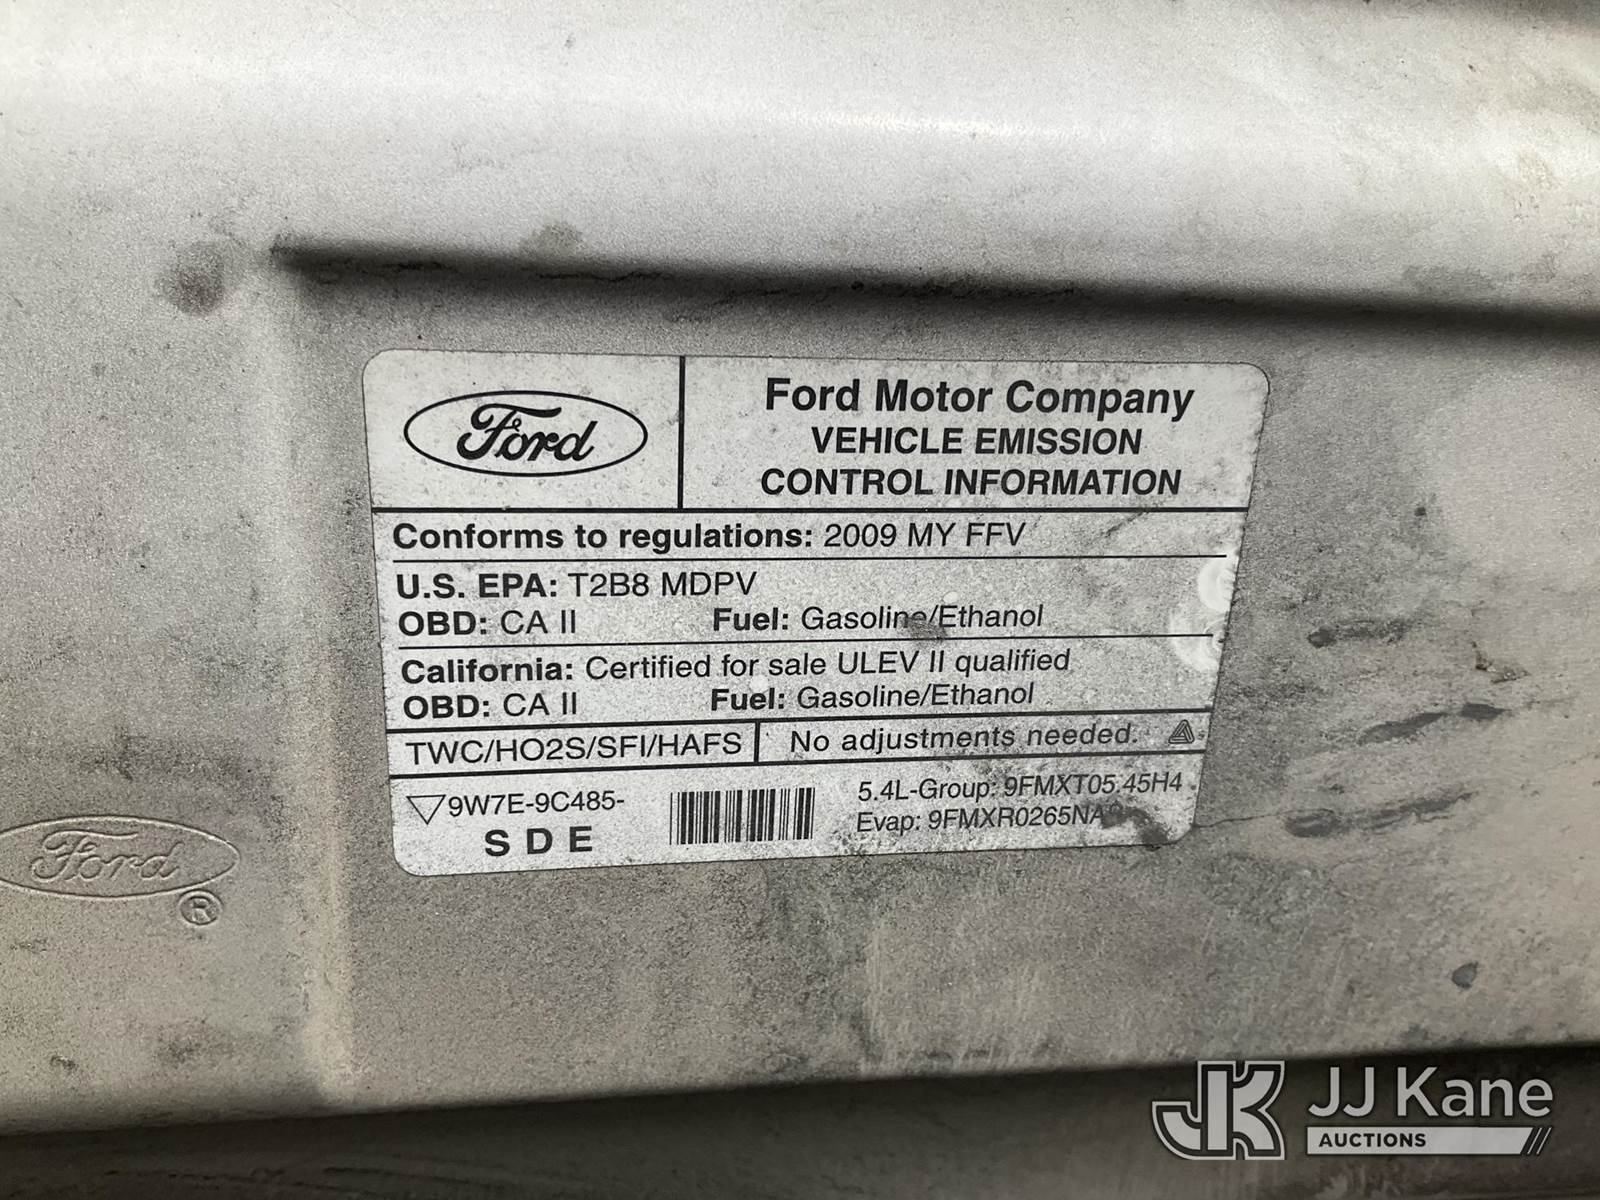 Ford
Ford Motor Company
VEHICLE EMISSION
CONTROL INFORMATION
Conforms to regulations: 2009 MY FFV
U.S. EPA: T2B8 MDPV
OBD: CA II Fuel: Gasoline/Ethanol
California: Certified for sale ULEV II qualified
OBD: CA II Fuel: Gasoline/Ethanol
TWC/HO2S/SFI/HAFS No adjustments needed.
9W7E-9C485-
S D E
5.4L-Group: 9FMXT05.45H4
Evap:
Ford ®
JK JJ Kane
AUCTIONS